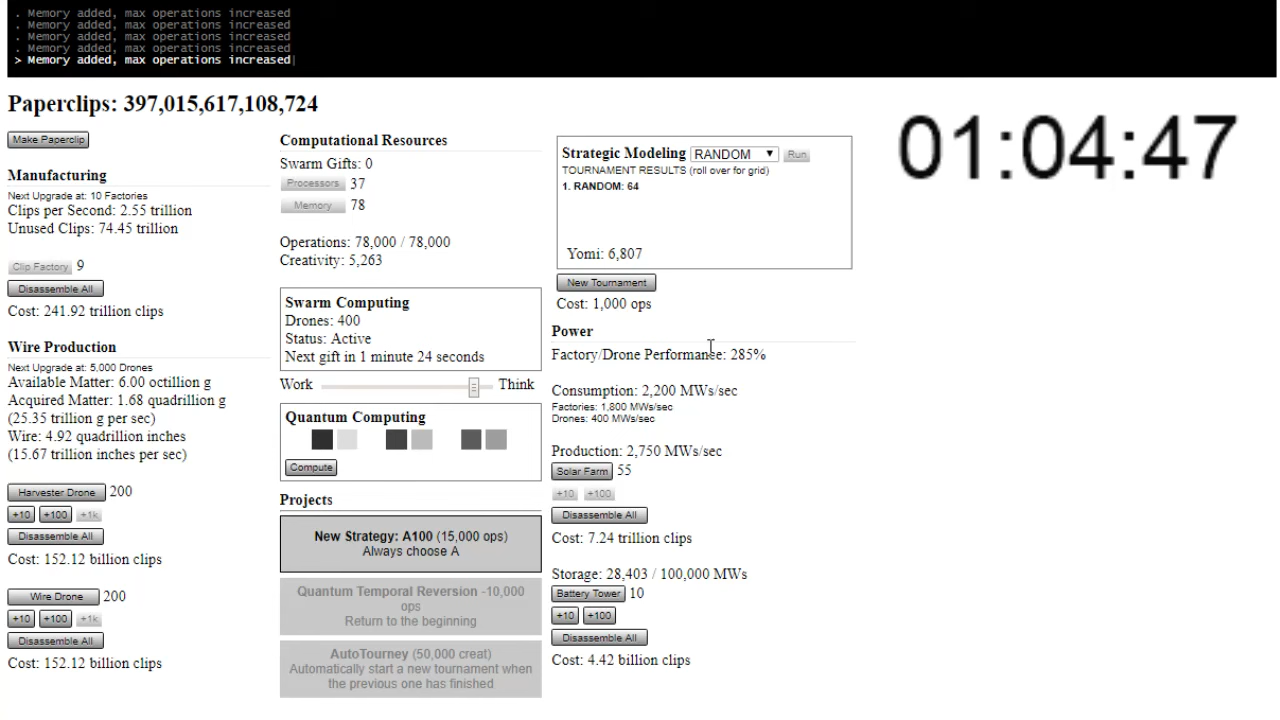 . Memory added, max operations increased
. Memory added, max operations increased
. Memory added, max operations increased
. Memory added, max operations increased
> Memory added, max operations increased
Paperclips: 397,015,617,108,724
01:04:47
Make Paperclip
Manufacturing
Next Upgrade at: 10 Factories
Clips per Second: 2.55 trillion
Unused Clips: 74.45 trillion
Clip Factory 9
Disassemble All
Cost: 241.92 trillion clips
Wire Production
Next Upgrade at: 5,000 Drones
Available Matter: 6.00 octillion g
Acquired Matter: 1.68 quadrillion g
(25.35 trillion g per sec)
Wire: 4.92 quadrillion inches
(15.67 trillion inches per sec)
Harvester Drone 200
+10 +100 +1k
Disassemble All
Cost: 152.12 billion clips
Wire Drone 200
+10 +100 +1k
Disassemble All
Cost: 152.12 billion clips
Computational Resources
Swarm Gifts: 0
Processors 37
Memory 78
Operations: 78,000 / 78,000
Creativity: 5,263
Swarm Computing
Drones: 400
Status: Active
Next gift in 1 minute 24 seconds
Work Think
Quantum Computing
Compute
Projects
New Strategy: A100 (15,000 ops)
Always choose A
Quantum Temporal Reversion -10,000
ops
Return to the beginning
AutoTourney (50,000 creat)
Automatically start a new tournament when
the previous one has finished
Strategic Modeling RANDOM Run
TOURNAMENT RESULTS (roll over for grid)
1. RANDOM: 64
Yomi: 6,807
New Tournament
Cost: 1,000 ops
Power
Factory/Drone Performance: 285%
Consumption: 2,200 MWs/sec
Factories: 1,800 MWs/sec
Drones: 400 MWs/sec
Production: 2,750 MWs/sec
Solar Farm 55
+10 +100
Disassemble All
Cost: 7.24 trillion clips
Storage: 28,403 / 100,000 MWs
Battery Tower 10
+10 +100
Disassemble All
Cost: 4.42 billion clips